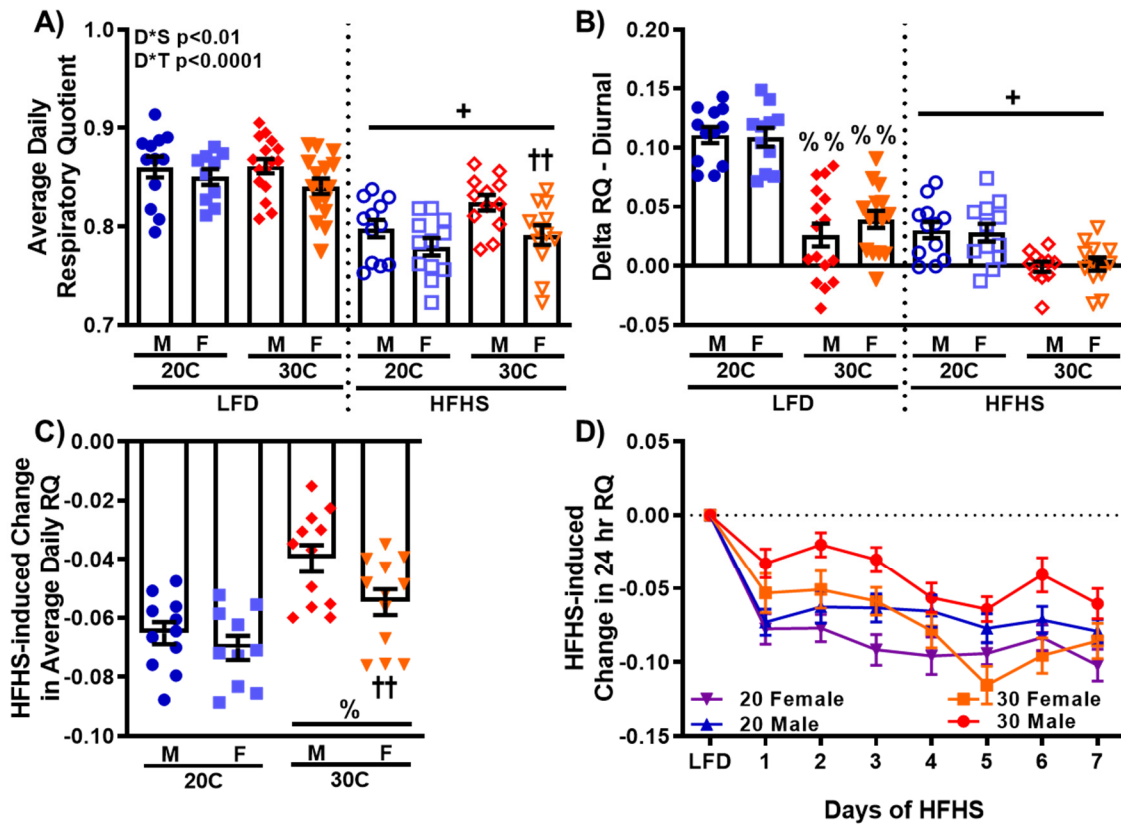 A)
D*S p<0.01
D*T p<0.0001
Average Daily
Respiratory Quotient
1.0
0.9
0.8
0.7
+
††
M F M F M F M F
20C 30C 20C 30C
LFD HFHS
B)
Delta RQ - Diurnal
0.20
0.15
0.10
0.05
0.00
-0.05
% % % %
+
M F M F M F M F
20C 30C 20C 30C
LFD HFHS
C)
HFHS-induced Change
in Average Daily RQ
0.00
-0.02
-0.04
-0.06
-0.08
-0.10
††
%
M F M F
20C 30C
D)
HFHS-induced
Change in 24 hr RQ
0.05
0.00
-0.05
-0.10
-0.15
20 Female 30 Female
20 Male 30 Male
LFD 1 2 3 4 5 6 7
Days of HFHS